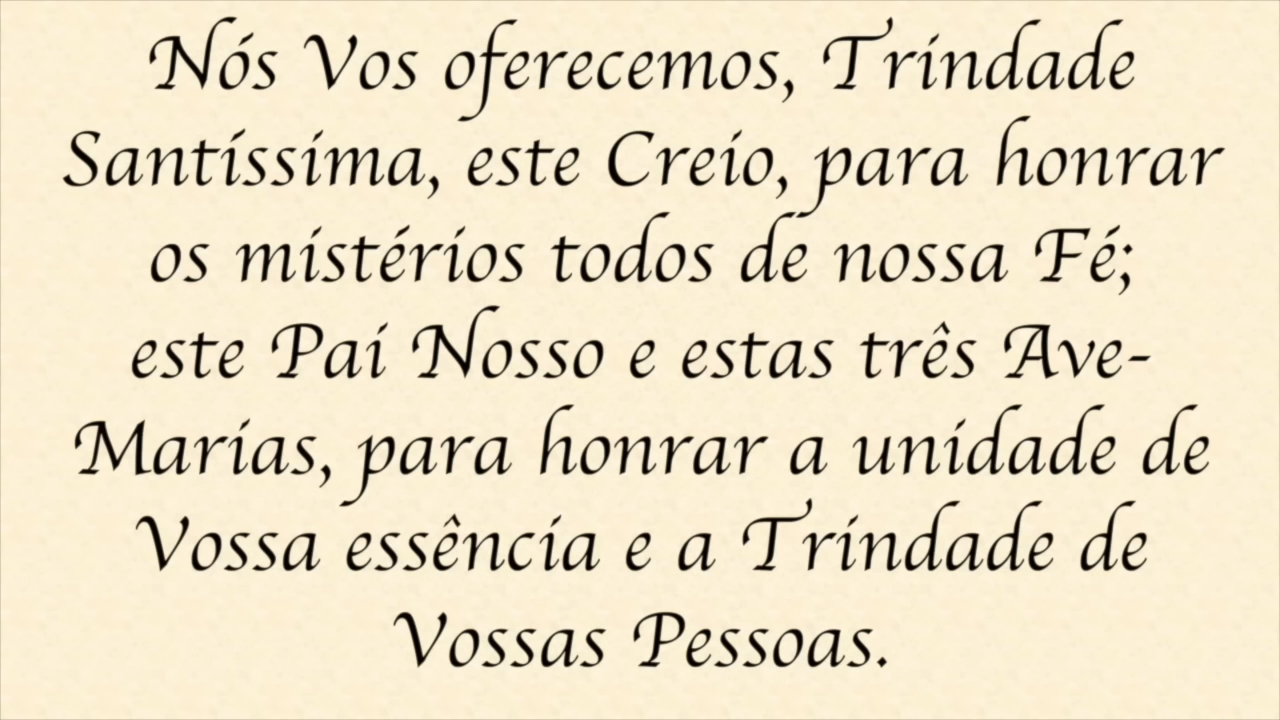 Nós Vos oferecemos, Trindade
Santíssima, este Creio, para honrar
os mistérios todos de nossa Fé;
este Pai Nosso e estas três Ave-
Marias, para honrar a unidade de
Vossa essência e a Trindade de
Vossas Pessoas.